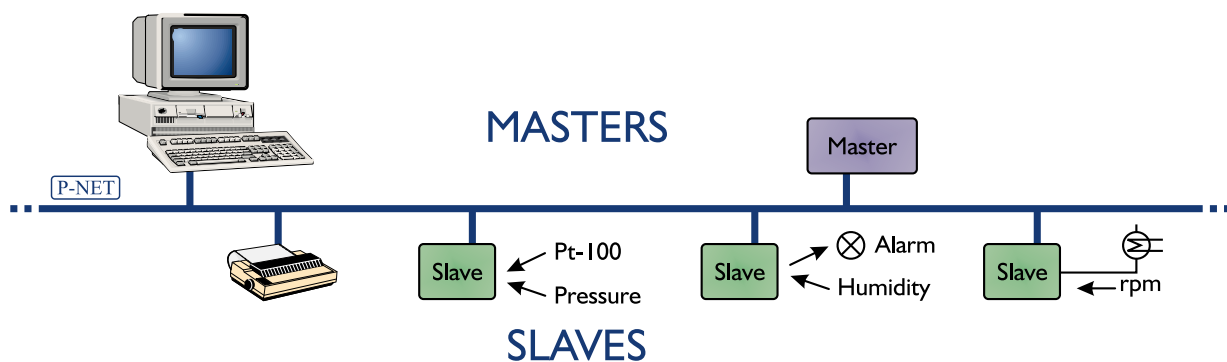 MASTERS
Master
P-NET
Slave
Pt-100
Pressure
Slave
Alarm
Humidity
Slave
rpm
SLAVES